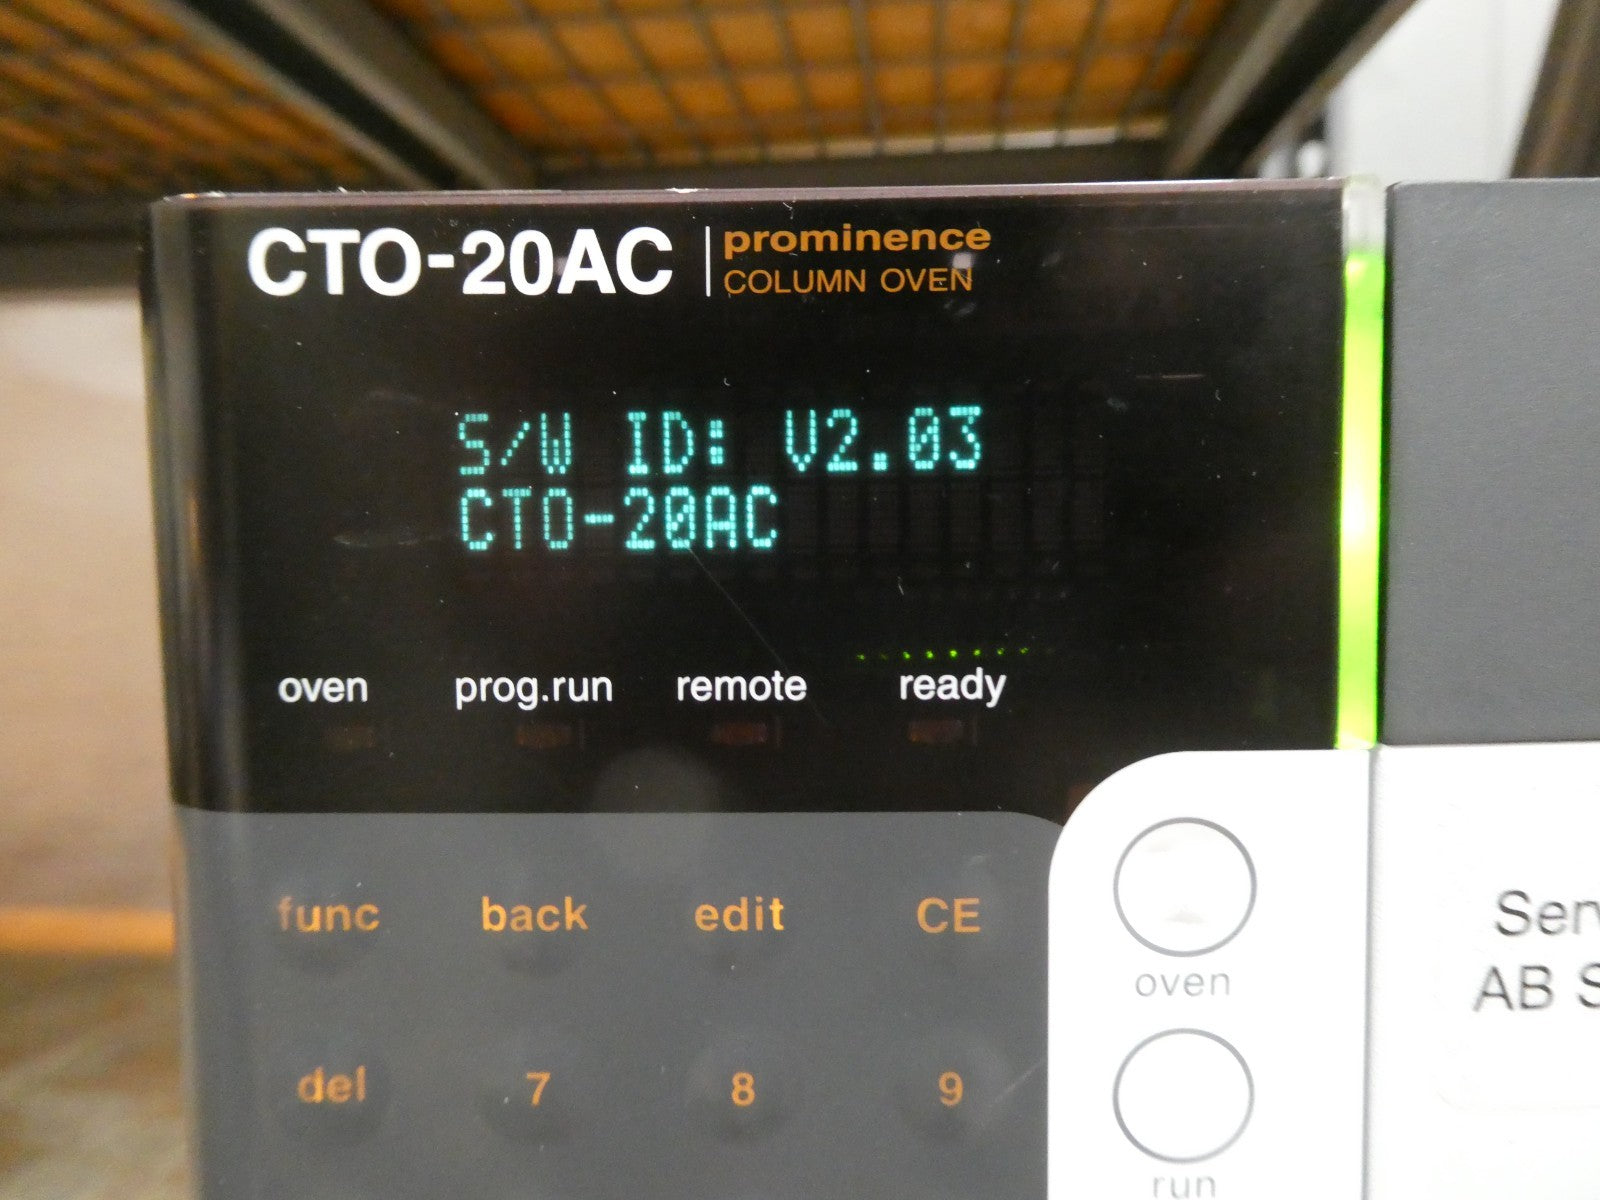 CTO-20AC
prominence
COLUMN OVEN
S/W ID: V2.03
CTO-20AC
oven prog.run remote ready
func back edit CE
oven
del 7 8 9
run
AB